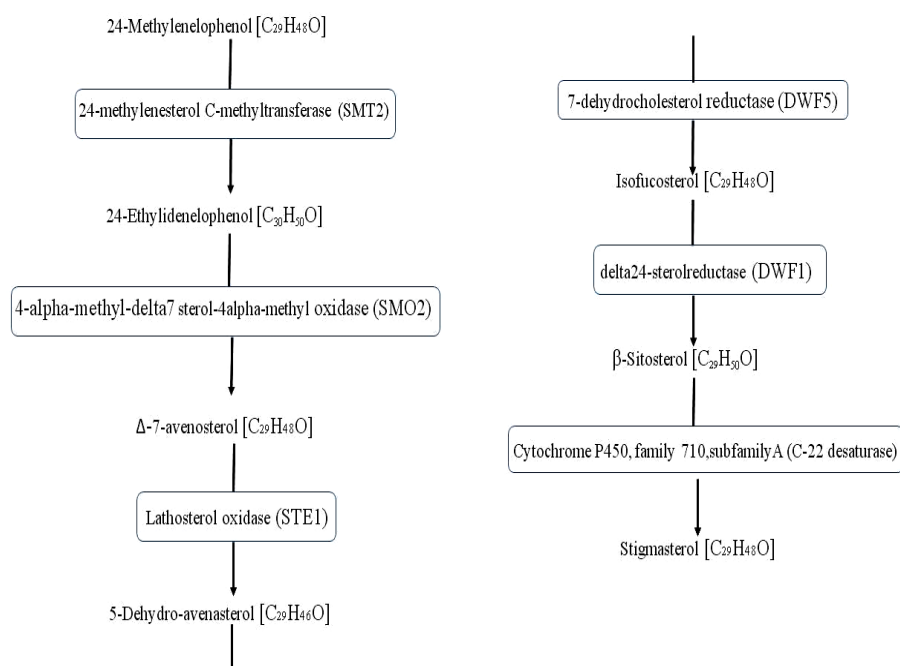 24-Methylenelophenol [C₂₉H₄₈O]
24-methylenesterol C-methyltransferase (SMT2)
24-Ethylidenelophenol [C₃₀H₅₀O]
4-alpha-methyl-delta7 sterol-4alpha-methyl oxidase (SMO2)
Δ-7-avenosterol [C₂₉H₄₈O]
Lathosterol oxidase (STE1)
5-Dehydro-avenasterol [C₂₉H₄₆O]
7-dehydrocholesterol reductase (DWF5)
Isofucosterol [C₂₉H₄₈O]
delta24-sterolreductase (DWF1)
β-Sitosterol [C₂₉H₅₀O]
Cytochrome P450, family 710,subfamilyA (C-22 desaturase)
Stigmasterol [C₂₉H₄₈O]